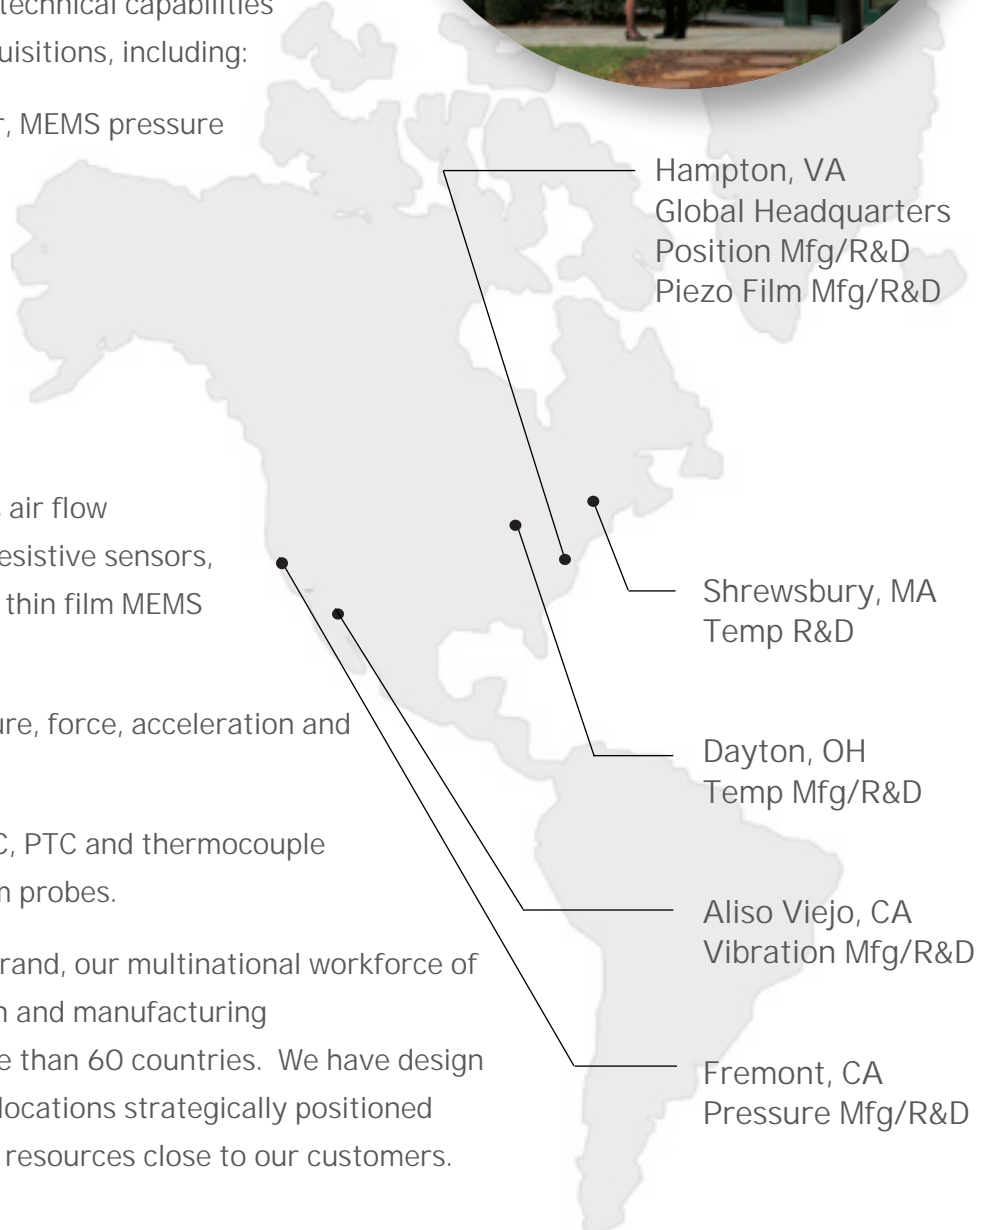 technical capabilities
uisitions, including:
, MEMS pressure
Hampton, VA
Global Headquarters
Position Mfg/R&D
Piezo Film Mfg/R&D
air flow
esistive sensors,
thin film MEMS
ure, force, acceleration and
C, PTC and thermocouple
probes.
rand, our multinational workforce of
and manufacturing
e than 60 countries. We have design
locations strategically positioned
resources close to our customers.
Shrewsbury, MA
Temp R&D
Dayton, OH
Temp Mfg/R&D
Aliso Viejo, CA
Vibration Mfg/R&D
Fremont, CA
Pressure Mfg/R&D